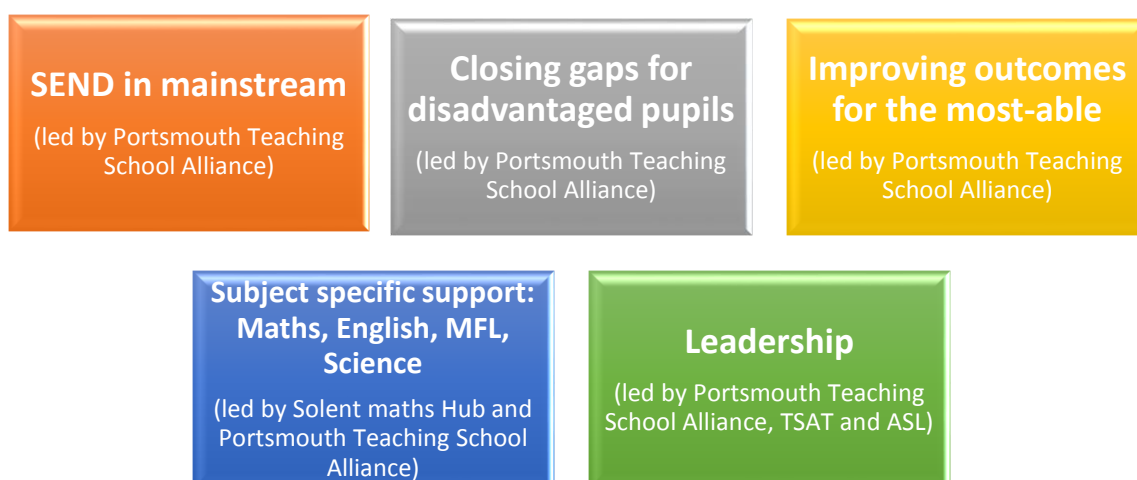 SEND in mainstream
(led by Portsmouth Teaching
School Alliance)
Closing gaps for
disadvantaged pupils
(led by Portsmouth Teaching
School Alliance)
Improving outcomes
for the most-able
(led by Portsmouth Teaching
School Alliance)
Subject specific support:
Maths, English, MFL,
Science
(led by Solent maths Hub and
Portsmouth Teaching School
Alliance)
Leadership
(led by Portsmouth Teaching
School Alliance, TSAT and ASL)